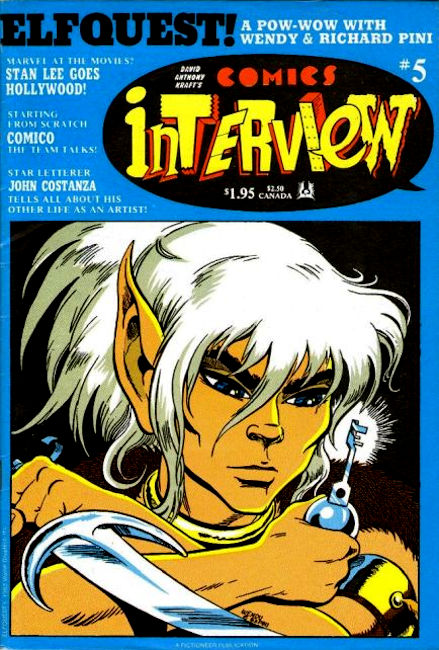 ELFQUEST!
A POW-WOW WITH
WENDY & RICHARD PINI
MARVEL AT THE MOVIES!
STAN LEE GOES
HOLLYWOOD!
STARTING
FROM SCRATCH
COMICO
THE TEAM TALKS!
STAR LETTERER
JOHN COSTANZA
TELLS ALL ABOUT HIS
OTHER LIFE AS AN ARTIST!
DAVID
ANTHONY
KRAFT'S
COMICS
INTERVIEW
#5
$1.95
$2.50
CANADA
WENDY
PINI
A FICTIONEER PUBLICATION